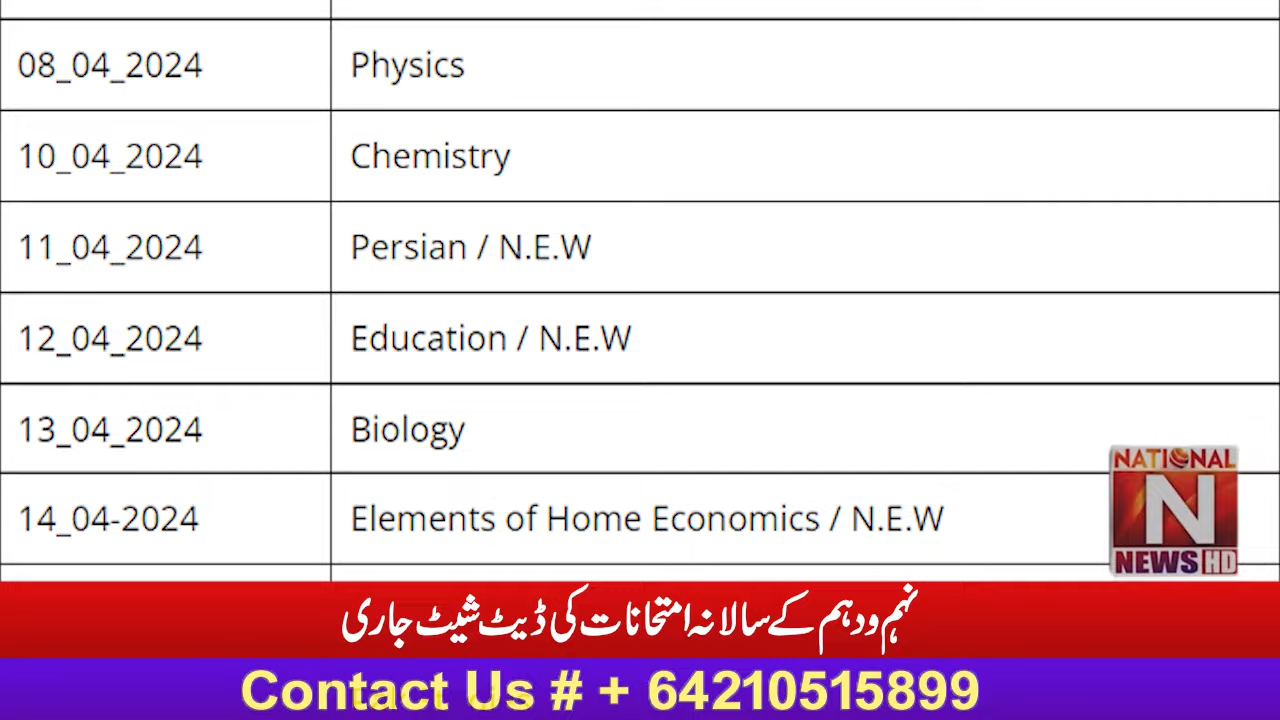 08_04_2024 Physics
10_04_2024 Chemistry
11_04_2024 Persian / N.E.W
12_04_2024 Education / N.E.W
13_04_2024 Biology
14_04-2024 Elements of Home Economics / N.E.W
NATIONAL
N
NEWS HD
نہم ودہم کے سالانہ امتحانات کی ڈیٹ شیٹ جاری
Contact Us # + 64210515899